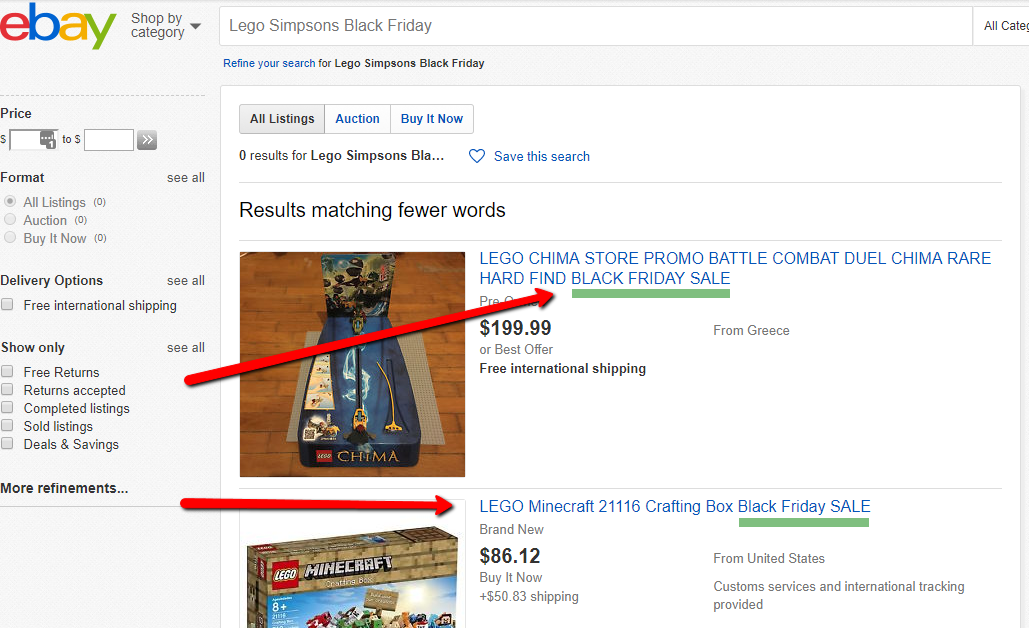 ebay
Shop by
category
Lego Simpsons Black Friday
All Categ
Refine your search for Lego Simpsons Black Friday
Price
$
1
to $
Format
see all
All Listings (0)
Auction (0)
Buy It Now (0)
Delivery Options
see all
Free international shipping
Show only
see all
Free Returns
Returns accepted
Completed listings
Sold listings
Deals & Savings
More refinements...
All Listings
Auction
Buy It Now
0 results for Lego Simpsons Bla...
Save this search
Results matching fewer words
LEGO CHIMA STORE PROMO BATTLE COMBAT DUEL CHIMA RARE
HARD FIND BLACK FRIDAY SALE
$199.99
From Greece
or Best Offer
Free international shipping
LEGO CHIMA
LEGO Minecraft 21116 Crafting Box Black Friday SALE
Brand New
$86.12
From United States
Buy It Now
+$50.83 shipping
Customs services and international tracking
provided
LEGO MINECRAFT
Crafting Box
8+
21116